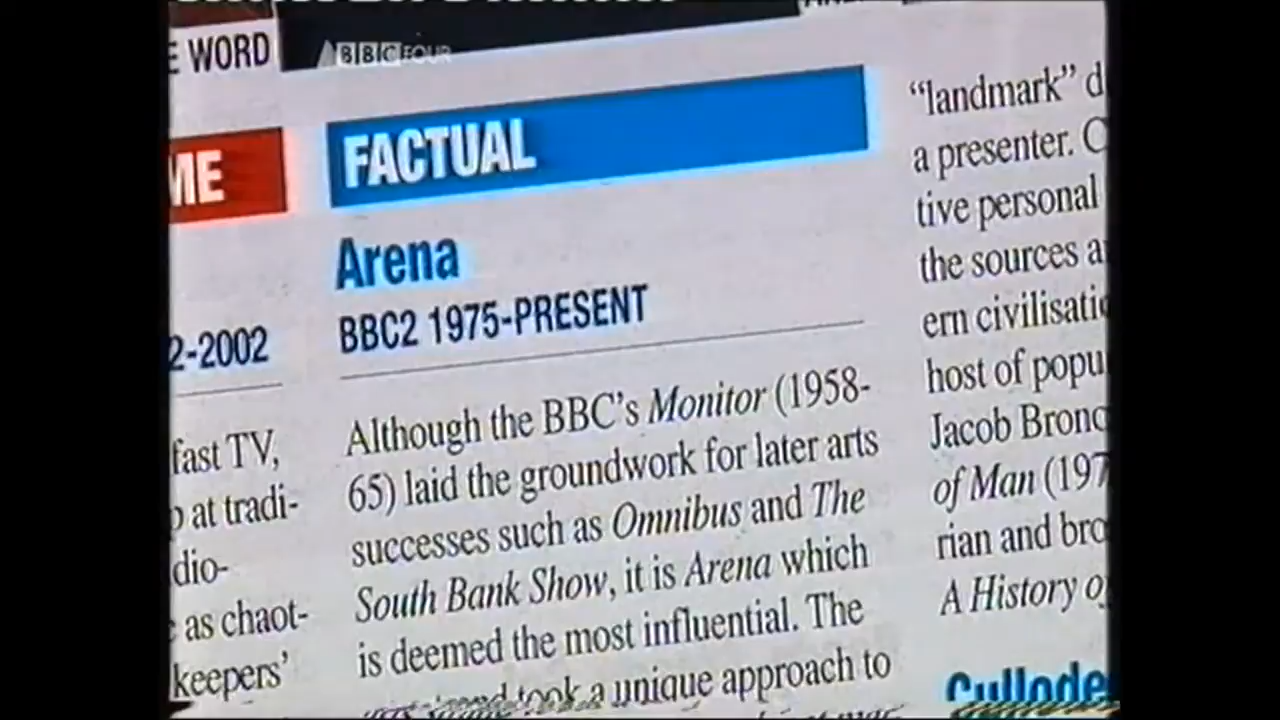 E WORD
BBC FOUR
ME
2-2002
fast TV,
p at tradi-
dio-
as chaot-
keepers'
FACTUAL
Arena
BBC2 1975-PRESENT
Although the BBC's Monitor (1958-
65) laid the groundwork for later arts
successes such as Omnibus and The
South Bank Show, it is Arena which
is deemed the most influential. The
took a unique approach to
“landmark” d
a presenter. C
tive personal
the sources a
ern civilisatio
host of popu
Jacob Brono
of Man (197
rian and bro
A History o
Cullode